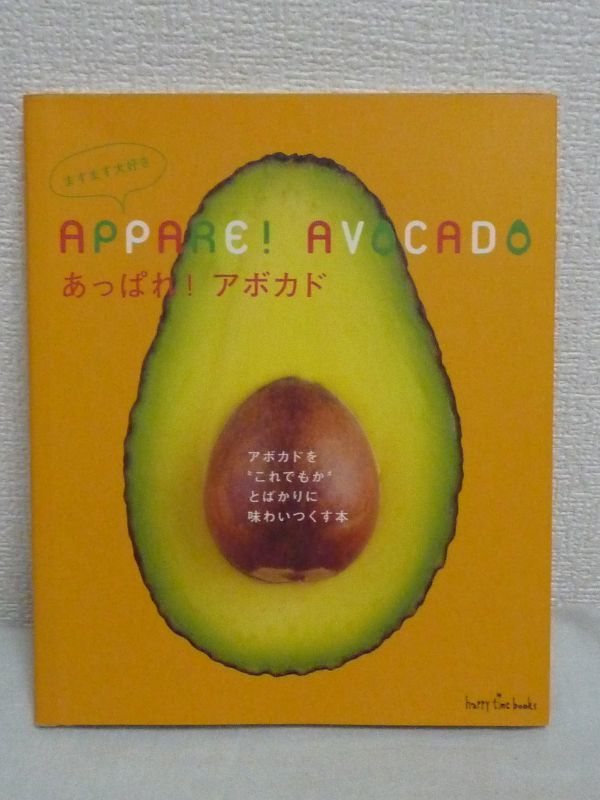 ますます大好き
APPARE! AVOCADO
あっぱれ! アボカド
アボカドを
"これでもか"
とばかりに
味わいつくす本
happy time books